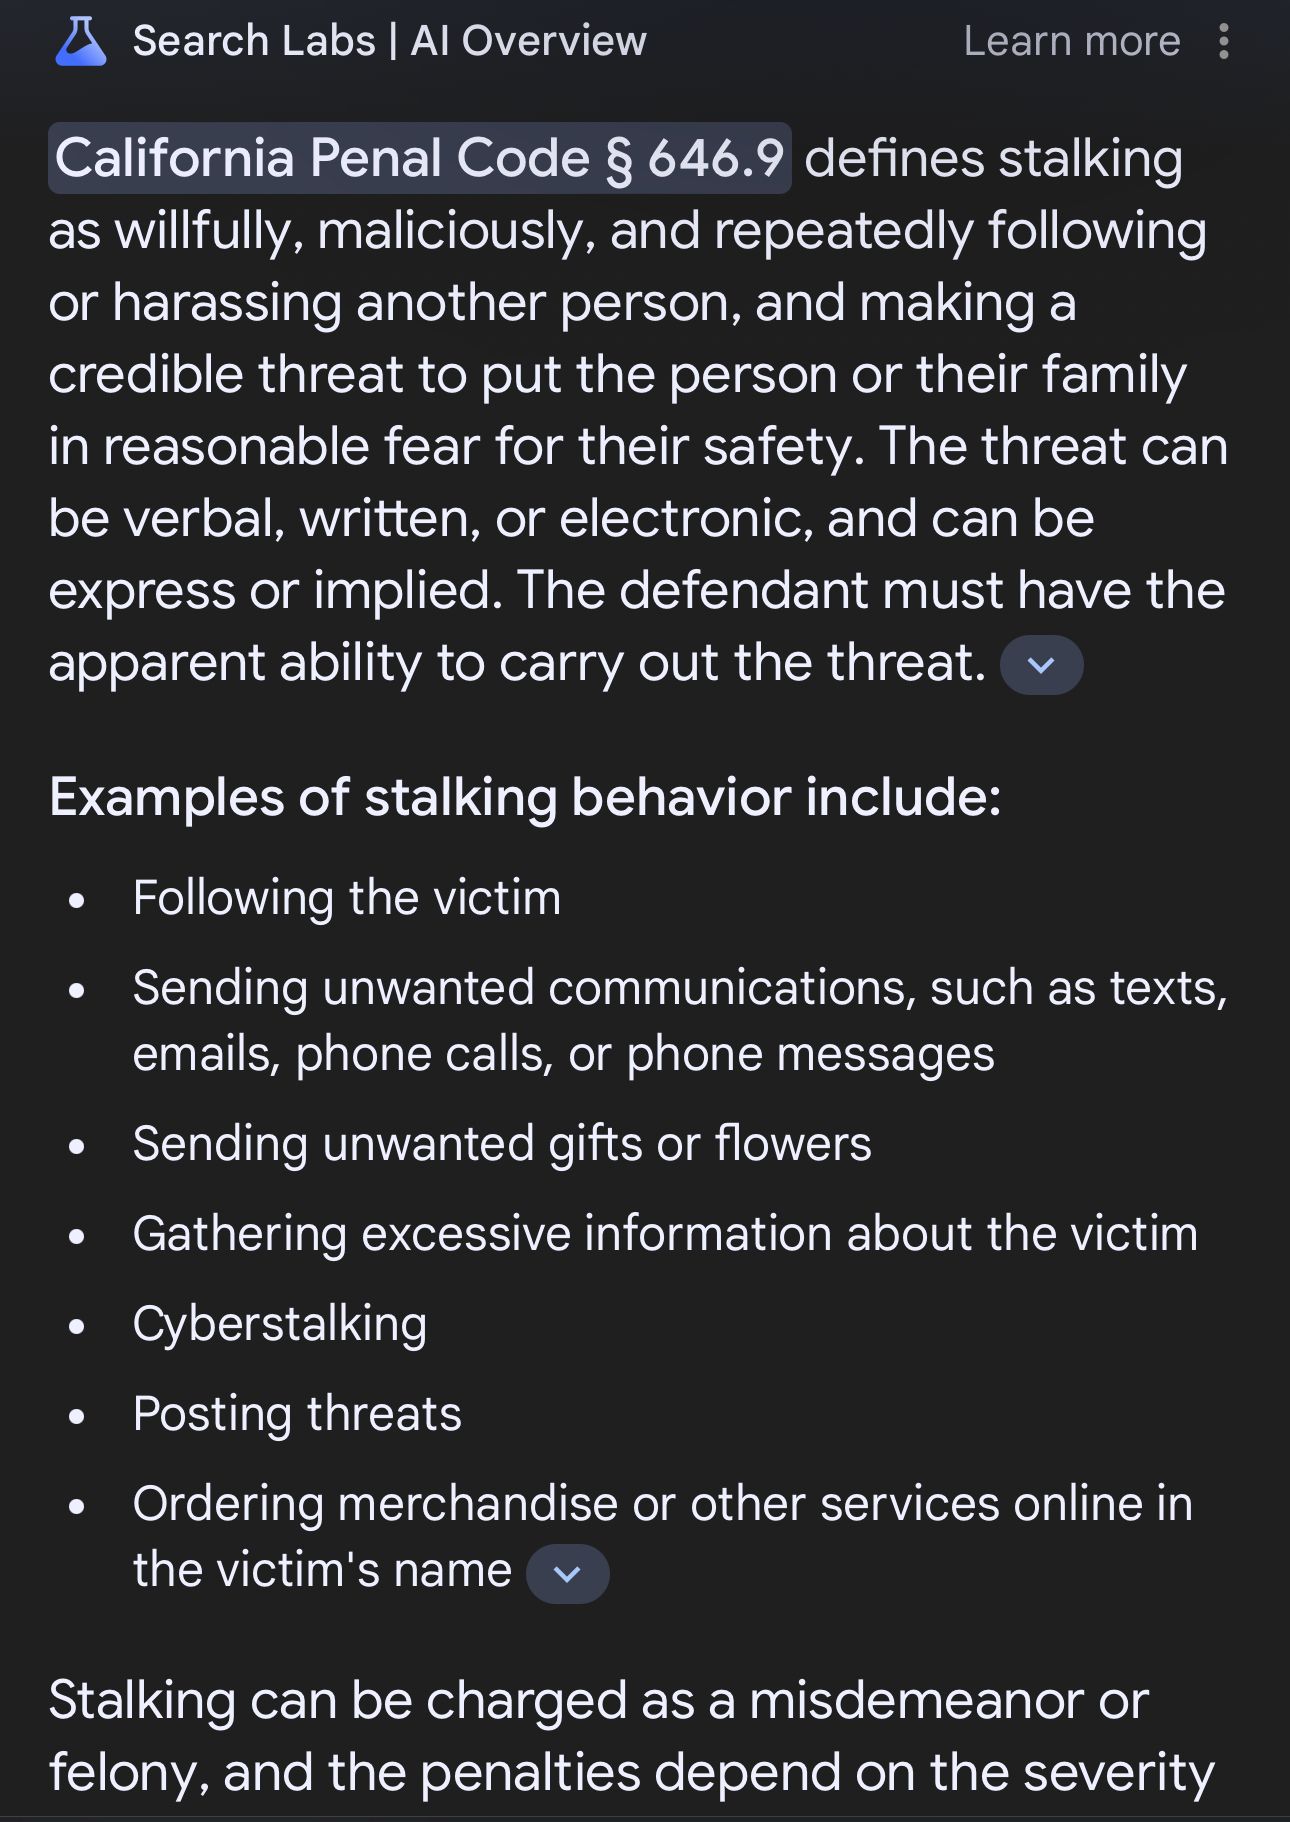 Search Labs | AI Overview
Learn more
California Penal Code § 646.9 defines stalking
as willfully, maliciously, and repeatedly following
or harassing another person, and making a
credible threat to put the person or their family
in reasonable fear for their safety. The threat can
be verbal, written, or electronic, and can be
express or implied. The defendant must have the
apparent ability to carry out the threat.
Examples of stalking behavior include:
• Following the victim
• Sending unwanted communications, such as texts,
emails, phone calls, or phone messages
• Sending unwanted gifts or flowers
• Gathering excessive information about the victim
• Cyberstalking
• Posting threats
• Ordering merchandise or other services online in
the victim's name
Stalking can be charged as a misdemeanor or
felony, and the penalties depend on the severity